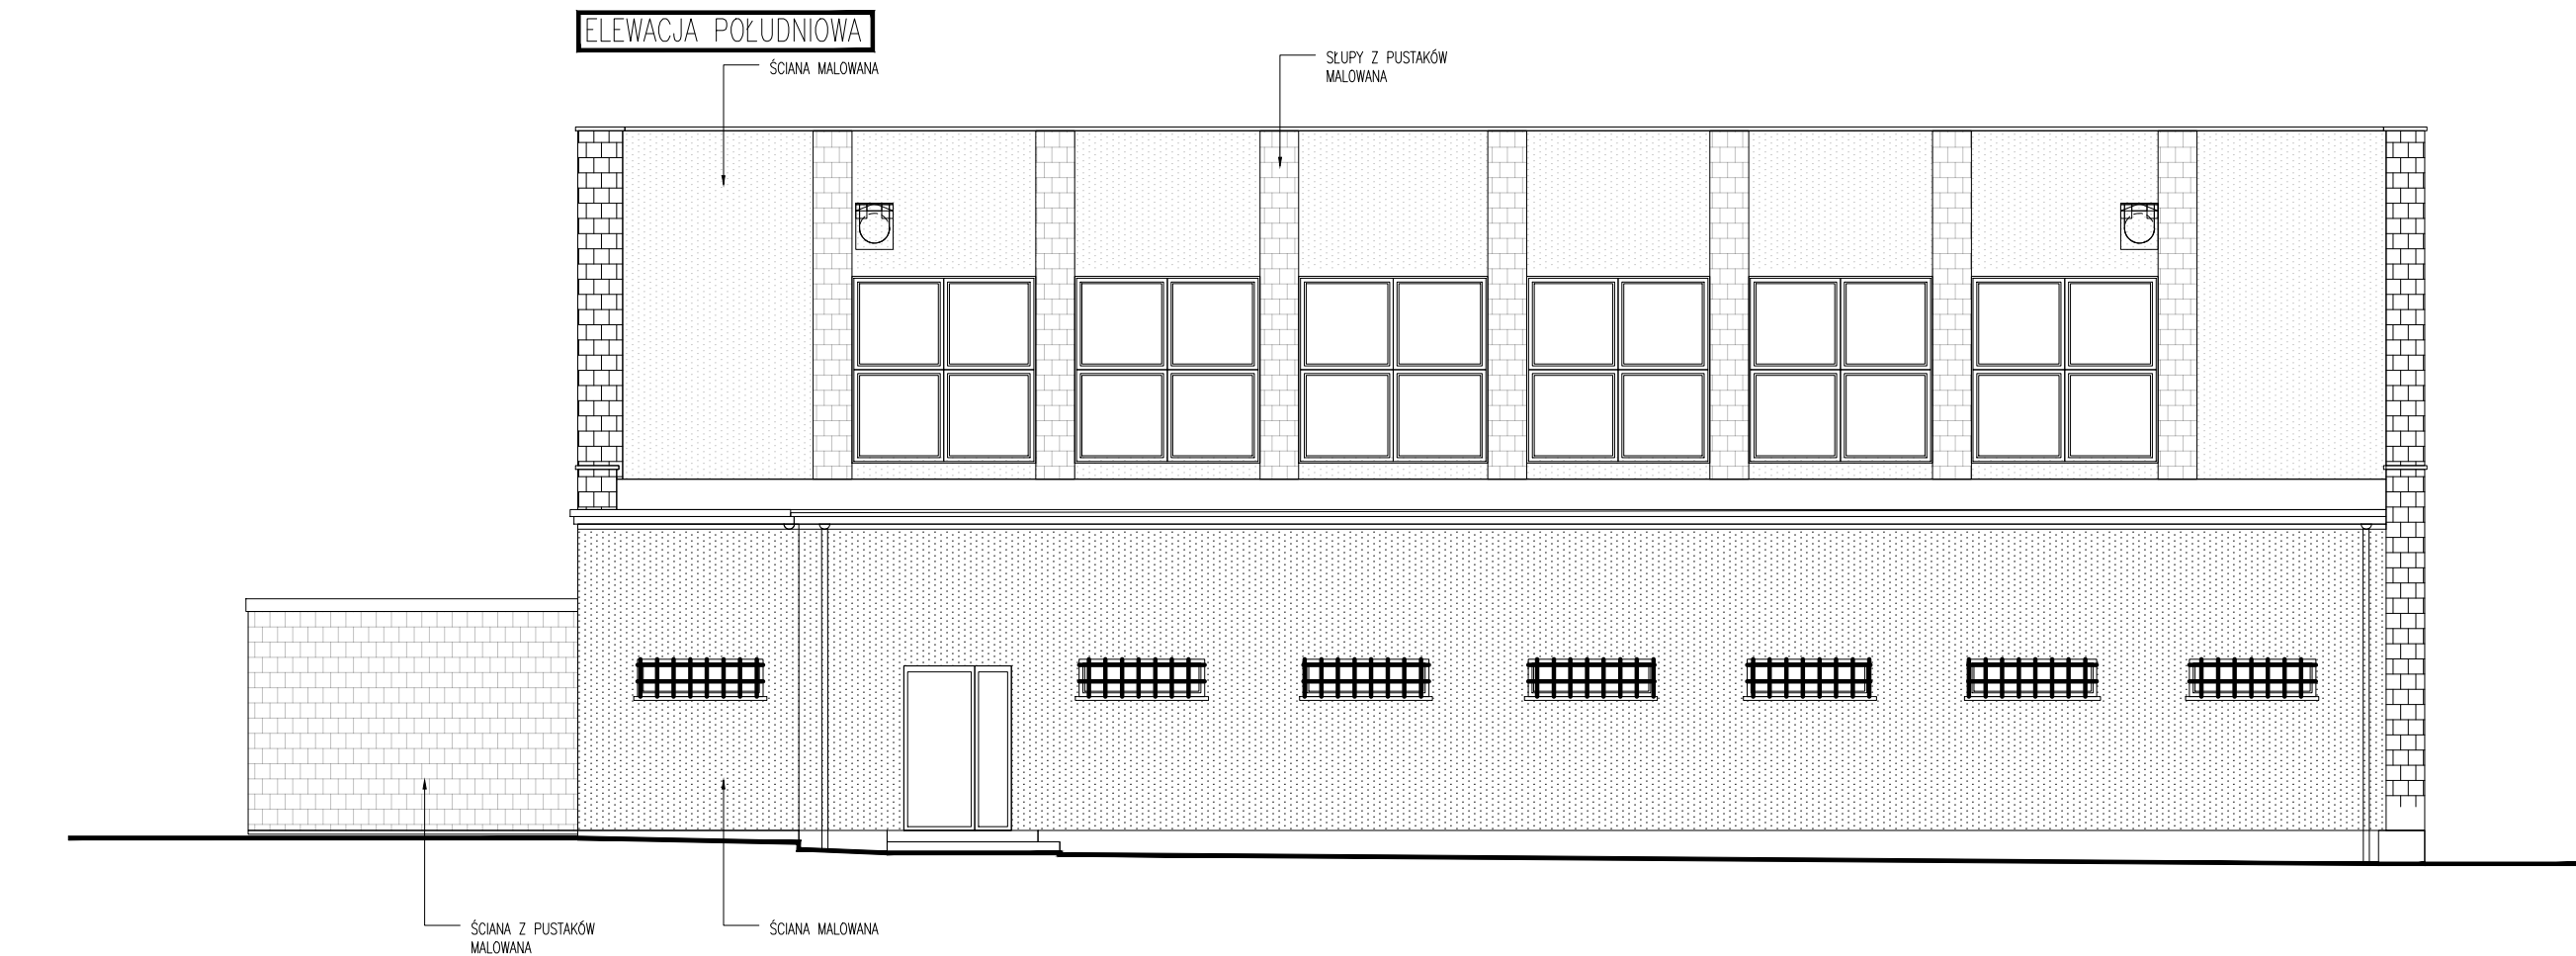 ELEWACJA POŁUDNIOWA
ŚCIANA MALOWANA
SŁUPY Z PUSTAKÓW
MALOWANA
ŚCIANA Z PUSTAKÓW
MALOWANA
ŚCIANA MALOWANA